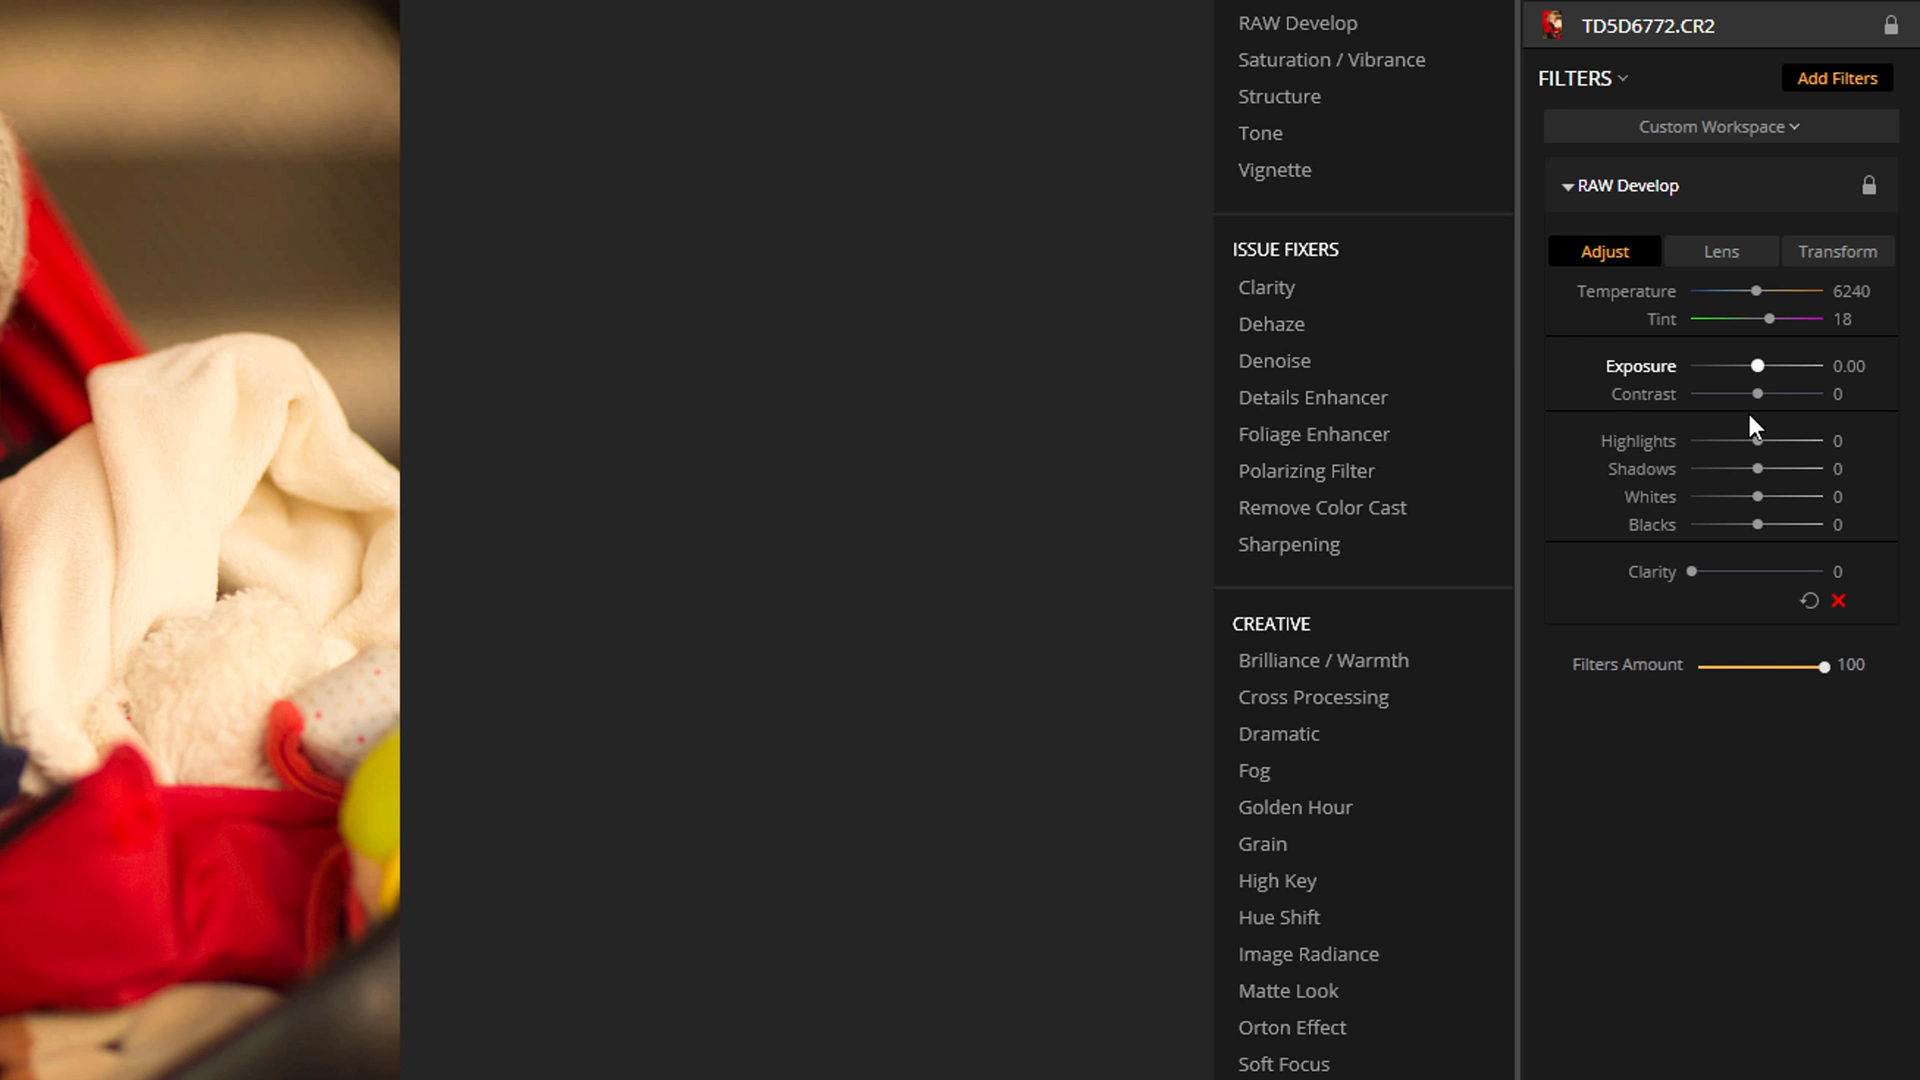 RAW Develop
Saturation / Vibrance
Structure
Tone
Vignette
ISSUE FIXERS
Clarity
Dehaze
Denoise
Details Enhancer
Foliage Enhancer
Polarizing Filter
Remove Color Cast
Sharpening
CREATIVE
Brilliance / Warmth
Cross Processing
Dramatic
Fog
Golden Hour
Grain
High Key
Hue Shift
Image Radiance
Matte Look
Orton Effect
Soft Focus
TD5D6772.CR2
FILTERS
Add Filters
Custom Workspace
RAW Develop
Adjust Lens Transform
Temperature 6240
Tint 18
Exposure 0.00
Contrast 0
Highlights 0
Shadows 0
Whites 0
Blacks 0
Clarity 0
Filters Amount 100